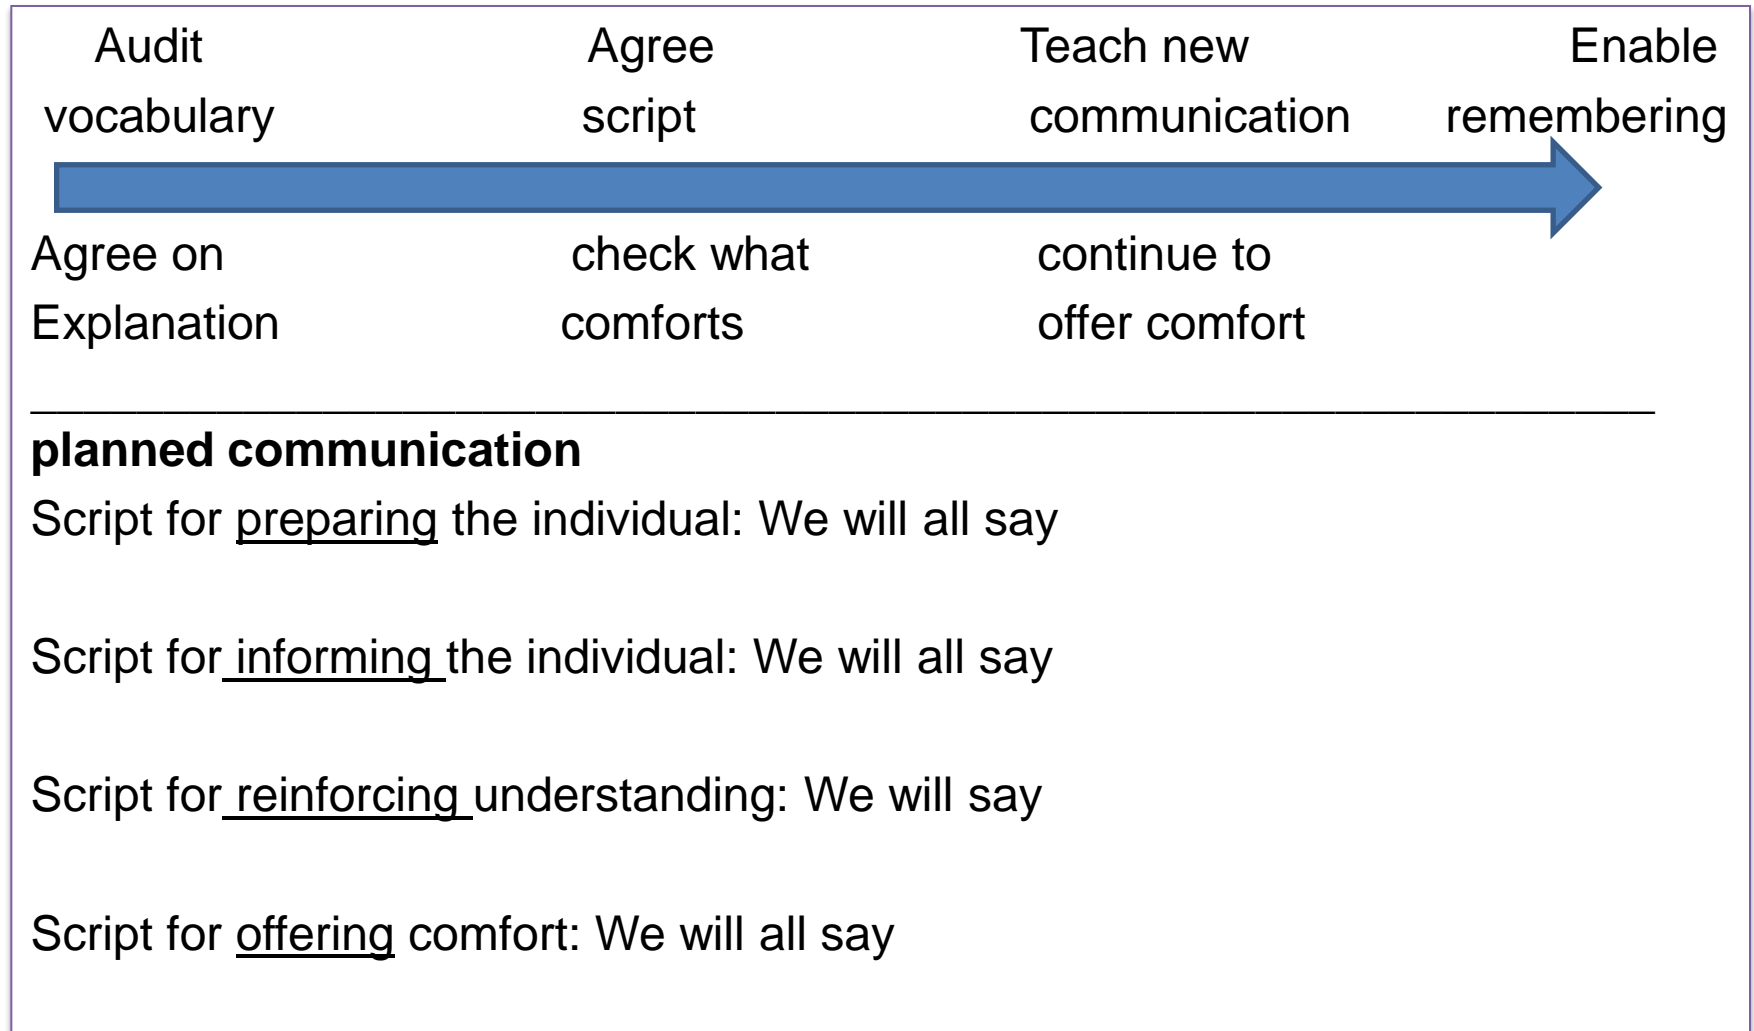 Audit Agree Teach new Enable
vocabulary script communication remembering
Agree on check what continue to
Explanation comforts offer comfort
planned communication
Script for preparing the individual: We will all say
Script for informing the individual: We will all say
Script for reinforcing understanding: We will say
Script for offering comfort: We will all say